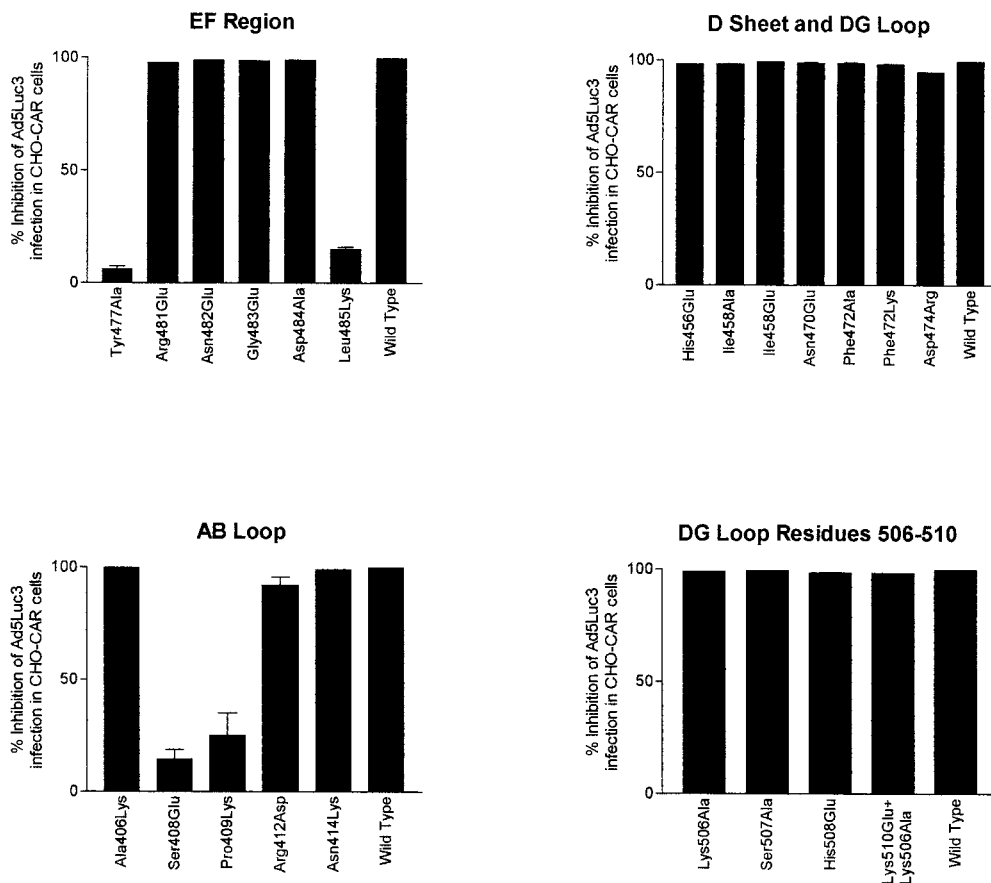 EF Region
% Inhibition of Ad5Luc3
infection in CHO-CAR cells
100
50
0
Tyr477Ala
Arg481Glu
Asn482Glu
Gly483Glu
Asp484Ala
Leu485Lys
Wild Type
D Sheet and DG Loop
% Inhibition of Ad5Luc3
infection in CHO-CAR cells
100
50
0
His456Glu
Ile458Ala
Ile458Glu
Asn470Glu
Phe472Ala
Phe472Lys
Asp474Arg
Wild Type
AB Loop
% Inhibition of Ad5Luc3
infection in CHO-CAR cells
100
50
0
Ala406Lys
Ser408Glu
Pro409Lys
Arg412Asp
Asn414Lys
Wild Type
DG Loop Residues 506-510
% Inhibition of Ad5Luc3
infection in CHO-CAR cells
100
50
0
Lys506Ala
Ser507Ala
His508Glu
Lys510Glu+
Lys506Ala
Wild Type